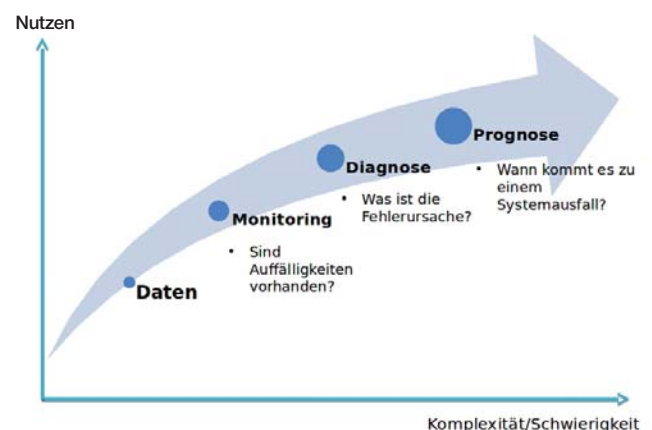 Nutzen
Prognose
• Wann kommt es zu
einem
Systemausfall?
Diagnose
• Was ist die
Fehlerursache?
Monitoring
• Sind
Auffälligkeiten
vorhanden?
Daten
Komplexität/Schwierigkeit